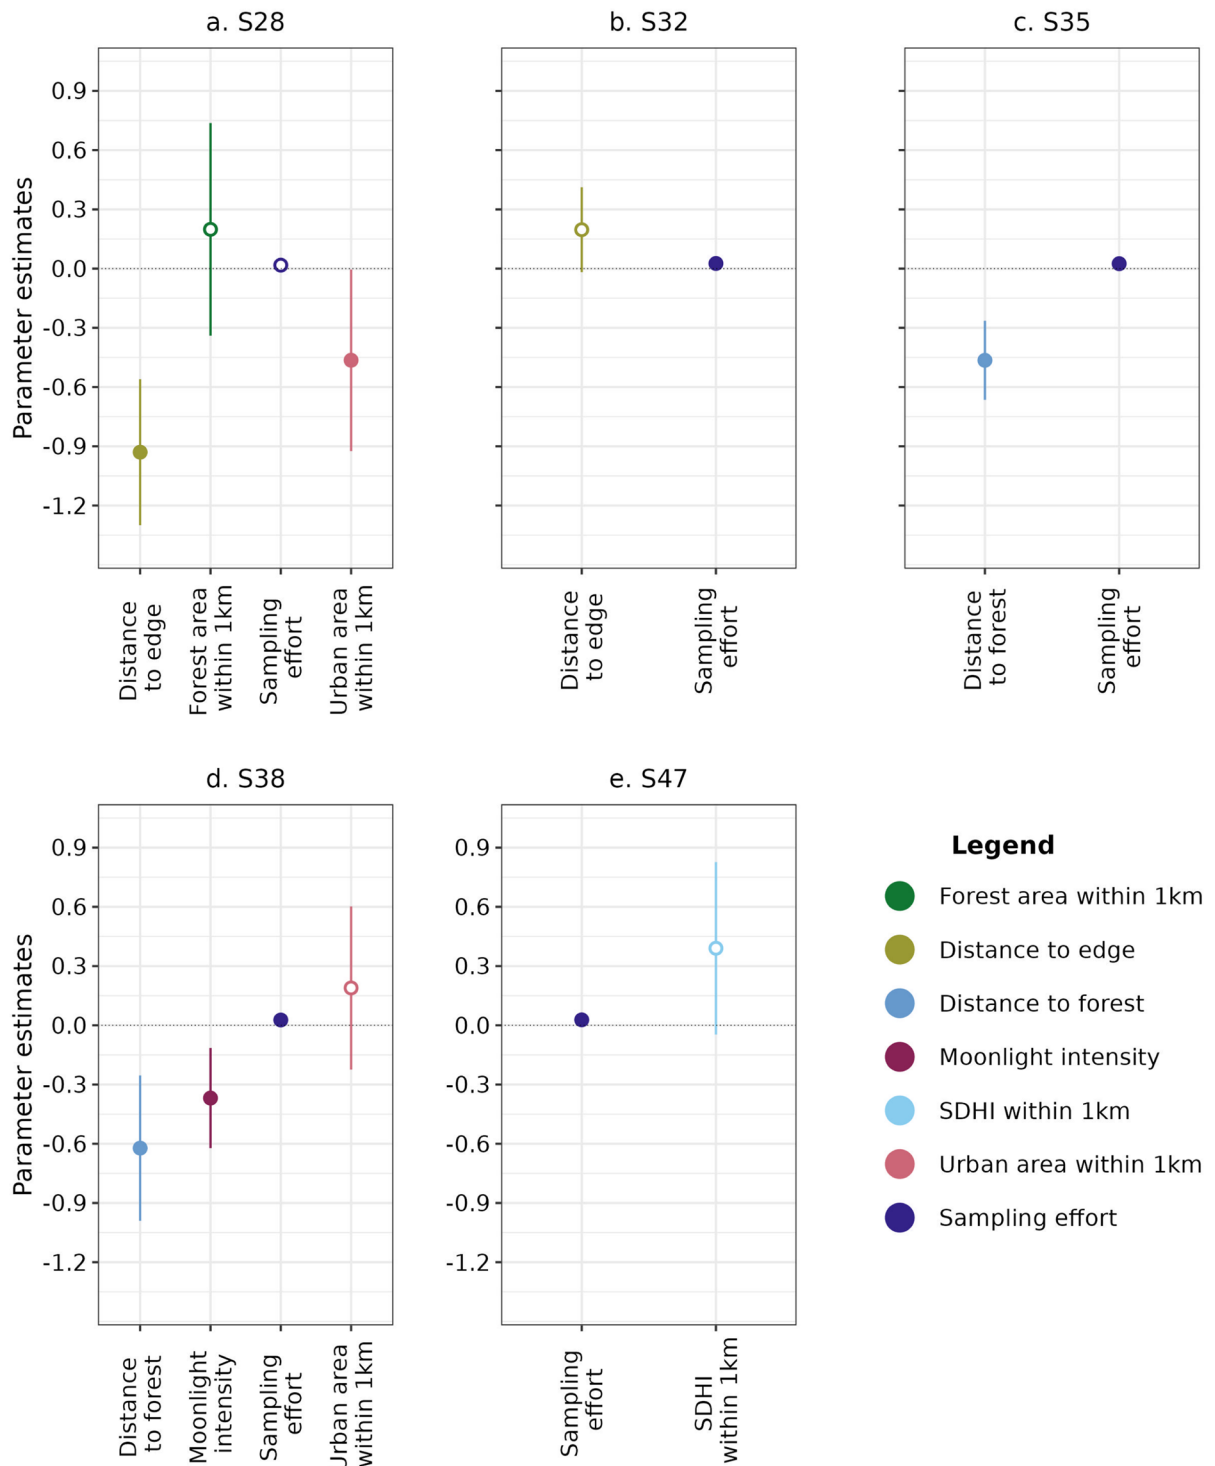 a. S28
b. S32
c. S35
Parameter estimates
0.9
0.6
0.3
0.0
-0.3
-0.6
-0.9
-1.2
Distance
to edge
Forest area
within 1km
Sampling
effort
Urban area
within 1km
Distance
to edge
Sampling
effort
Distance
to forest
Sampling
effort
d. S38
e. S47
Parameter estimates
0.9
0.6
0.3
0.0
-0.3
-0.6
-0.9
-1.2
0.9
0.6
0.3
0.0
-0.3
-0.6
-0.9
-1.2
Distance
to forest
Moonlight
intensity
Sampling
effort
Urban area
within 1km
Sampling
effort
SDHI
within 1km
Legend
Forest area within 1km
Distance to edge
Distance to forest
Moonlight intensity
SDHI within 1km
Urban area within 1km
Sampling effort